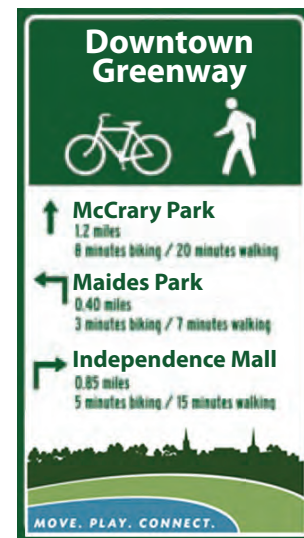 Downtown
Greenway
McCrary Park
1.2 miles
8 minutes biking / 20 minutes walking
Maides Park
0.40 miles
3 minutes biking / 7 minutes walking
Independence Mall
0.85 miles
5 minutes biking / 15 minutes walking
MOVE. PLAY. CONNECT.